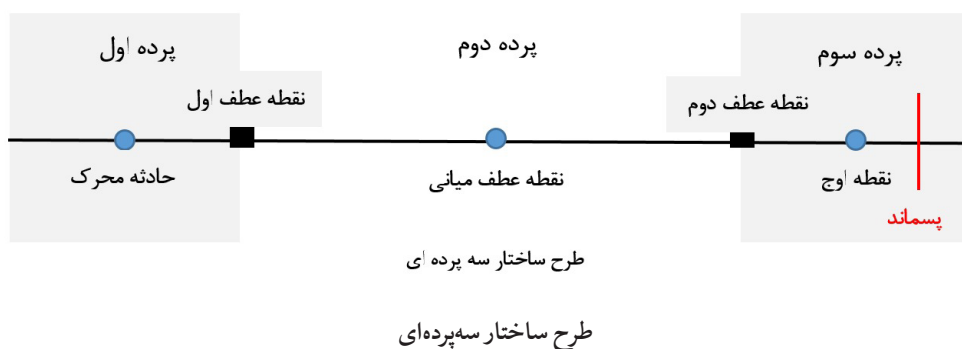 پرده اول
پرده دوم
پرده سوم
نقطه عطف اول
نقطه عطف دوم
حادثه محرک
نقطه عطف میانی
نقطه اوج
پسماند
طرح ساختار سه پرده ای
طرح ساختار سه‌پرده‌ای